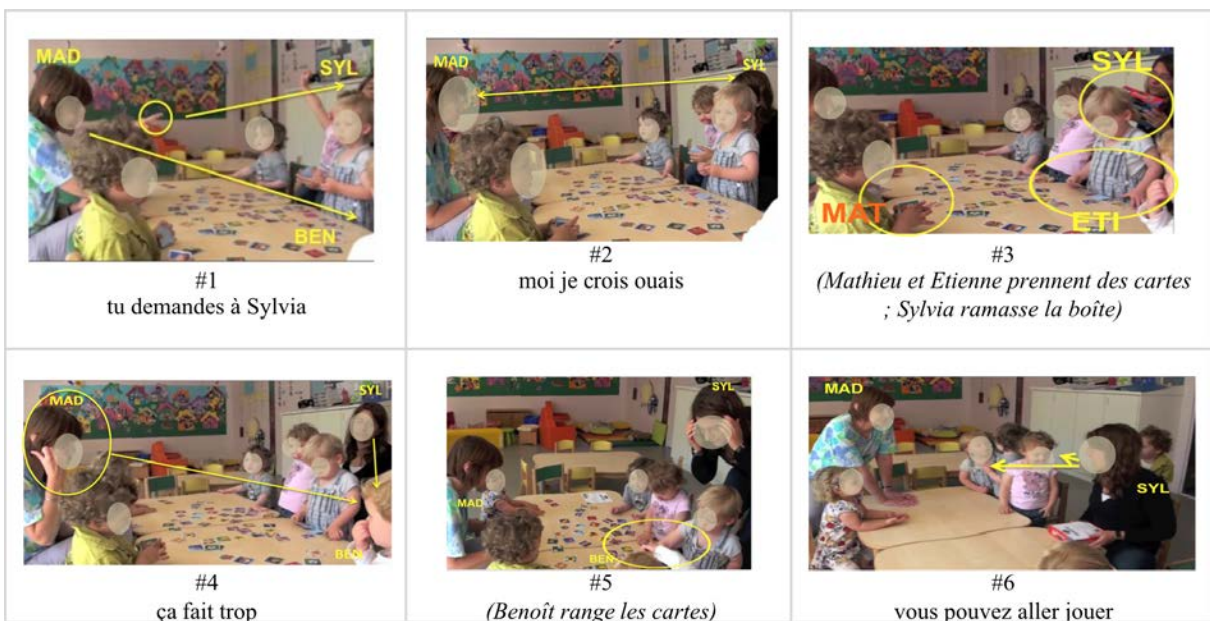 MAD
SYL
BEN
#1
tu demandes à Sylvia
MAD
SYL
#2
moi je crois ouais
SYL
MAT
ETI
#3
(Mathieu et Etienne prennent des cartes
; Sylvia ramasse la boîte)
MAD
SYL
BEN
#4
ça fait trop
SYL
MAD
BEN
#5
(Benoît range les cartes)
MAD
SYL
#6
vous pouvez aller jouer